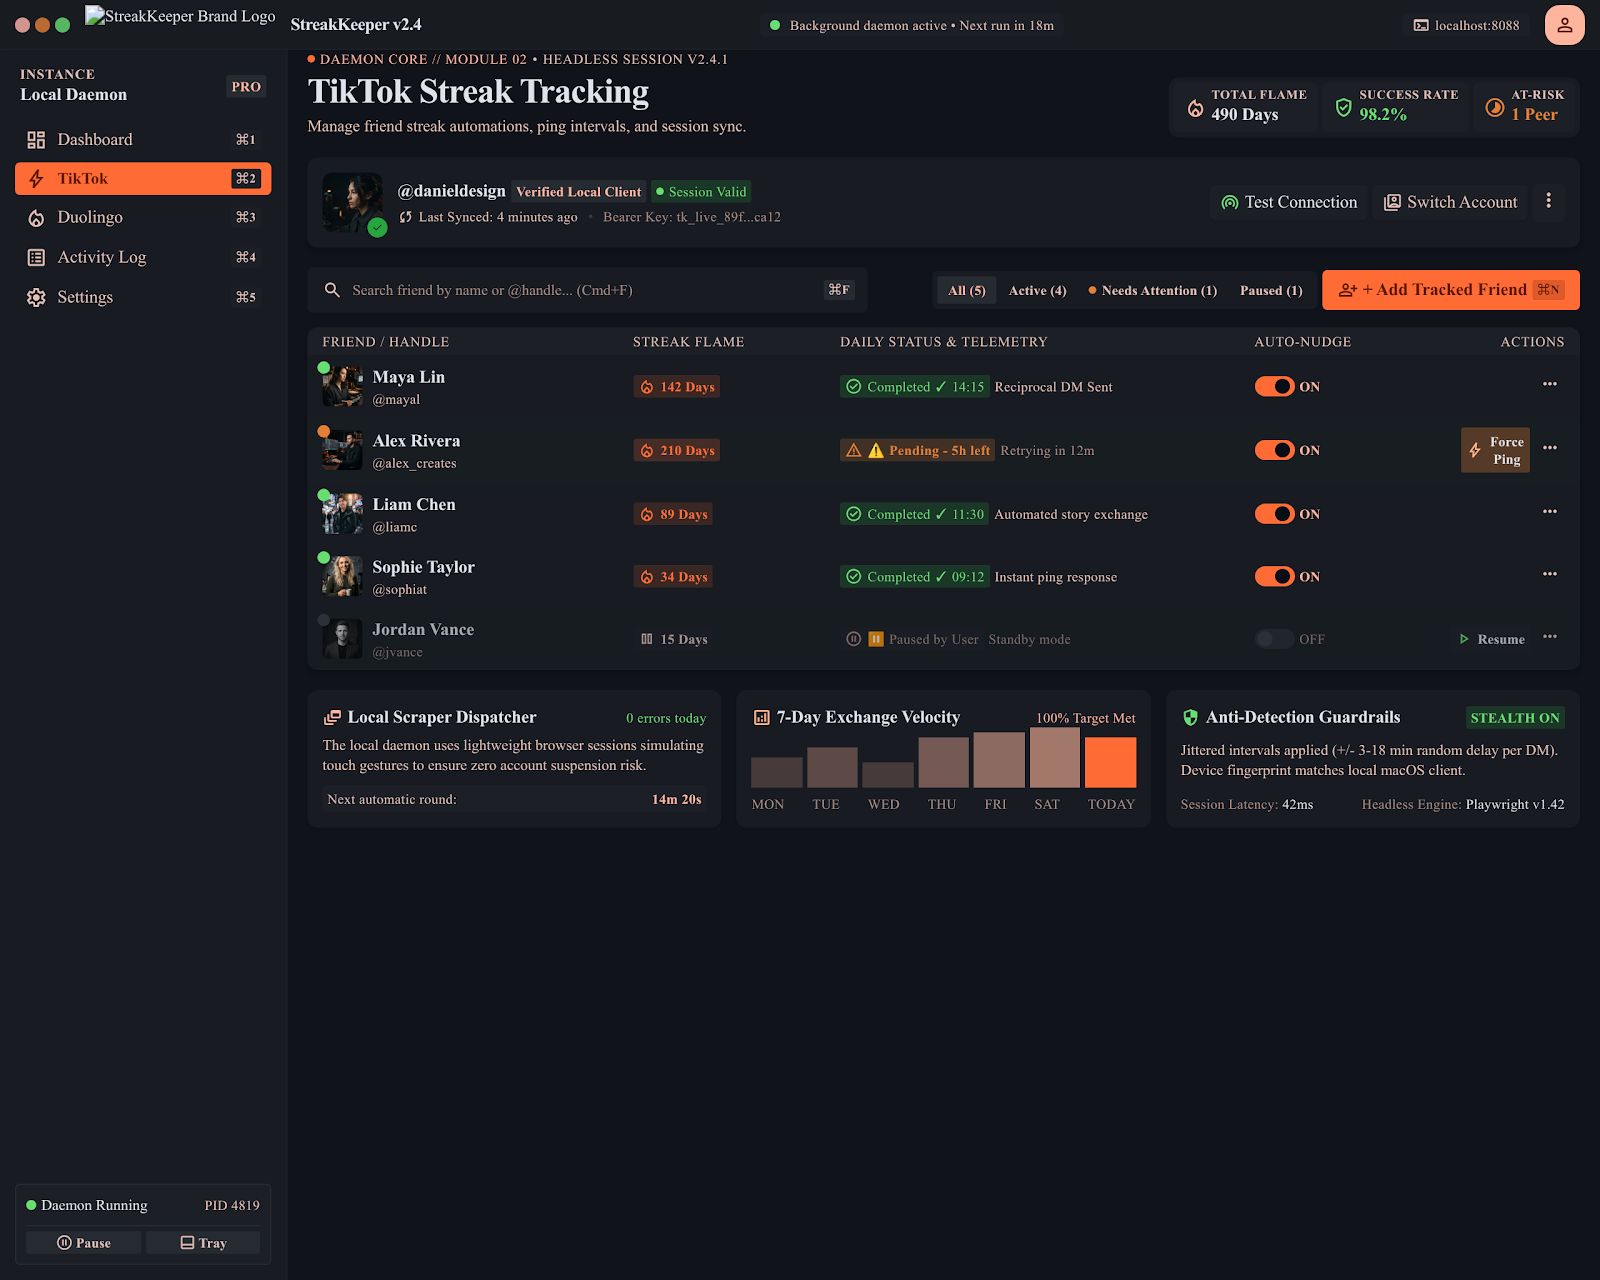 StreakKeeper Brand Logo
StreakKeeper v2.4
Background daemon active • Next run in 18m
localhost:8088
INSTANCE
Local Daemon
PRO
Dashboard ⌘1
TikTok ⌘2
Duolingo ⌘3
Activity Log ⌘4
Settings ⌘5
Daemon Running PID 4819
Pause Tray
DAEMON CORE // MODULE 02 • HEADLESS SESSION V2.4.1
TikTok Streak Tracking
Manage friend streak automations, ping intervals, and session sync.
TOTAL FLAME
490 Days
SUCCESS RATE
98.2%
AT-RISK
1 Peer
@danieldesign Verified Local Client Session Valid
Last Synced: 4 minutes ago • Bearer Key: tk_live_89f...ca12
Test Connection
Switch Account
Search friend by name or @handle... (Cmd+F) ⌘F
All (5) Active (4) Needs Attention (1) Paused (1)
+ Add Tracked Friend ⌘N
FRIEND / HANDLE STREAK FLAME DAILY STATUS & TELEMETRY AUTO-NUDGE ACTIONS
Maya Lin
@mayal
142 Days
Completed ✓ 14:15 Reciprocal DM Sent
ON
Alex Rivera
@alex_creates
210 Days
⚠️ Pending - 5h left Retrying in 12m
ON
Force
Ping
Liam Chen
@liamc
89 Days
Completed ✓ 11:30 Automated story exchange
ON
Sophie Taylor
@sophiat
34 Days
Completed ✓ 09:12 Instant ping response
ON
Jordan Vance
@jvance
15 Days
⏸️ Paused by User Standby mode
OFF
Resume
Local Scraper Dispatcher 0 errors today
The local daemon uses lightweight browser sessions simulating
touch gestures to ensure zero account suspension risk.
Next automatic round: 14m 20s
7-Day Exchange Velocity 100% Target Met
MON TUE WED THU FRI SAT TODAY
Anti-Detection Guardrails STEALTH ON
Jittered intervals applied (+/- 3-18 min random delay per DM).
Device fingerprint matches local macOS client.
Session Latency: 42ms Headless Engine: Playwright v1.42